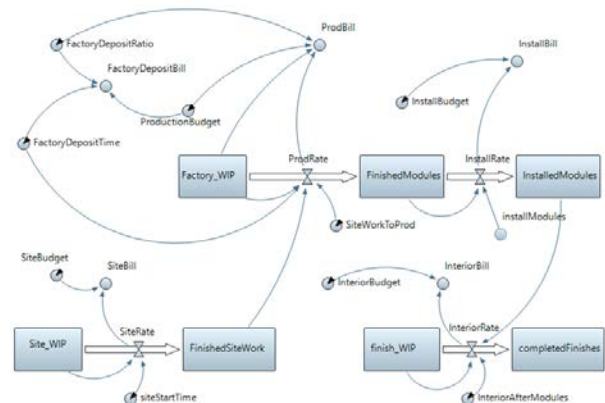 FactoryDepositRatio
ProdBill
InstallBill
FactoryDepositBill
InstallBudget
ProductionBudget
FactoryDepositTime
ProdRate
InstallRate
Factory_WIP
FinishedModules
InstalledModules
SiteWorkToProd
installModules
SiteBudget
SiteBill
InteriorBudget
InteriorBill
SiteRate
InteriorRate
Site_WIP
FinishedSiteWork
finish_WIP
completedFinishes
siteStartTime
InteriorAfterModules